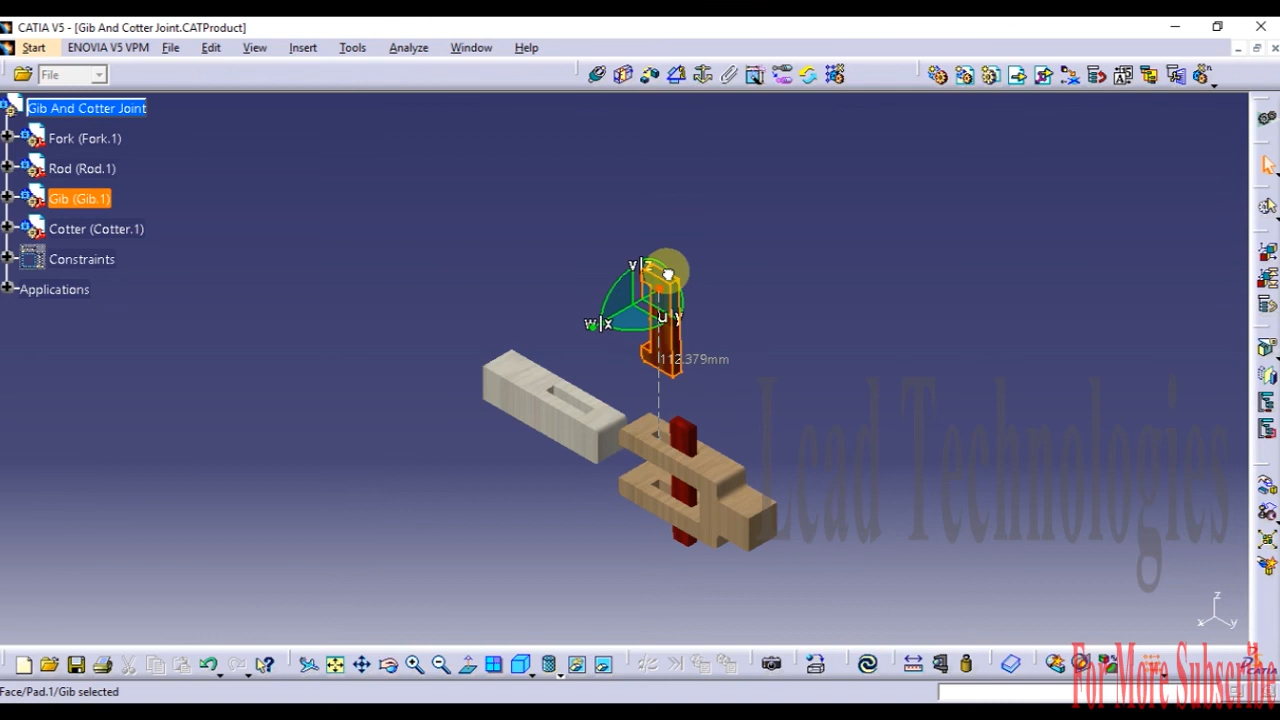 CATIA V5 - [Gib And Cotter Joint.CATProduct]
Start ENOVIA V5 VPM File Edit View Insert Tools Analyze Window Help
File
Gib And Cotter Joint
Fork (Fork.1)
Rod (Rod.1)
Gib (Gib.1)
Cotter (Cotter.1)
Constraints
Applications
v|z
w|x
u|y
112.379mm
Lead Technologies
z
x y
For More Subscribe
CATIA
Face/Pad.1/Gib selected